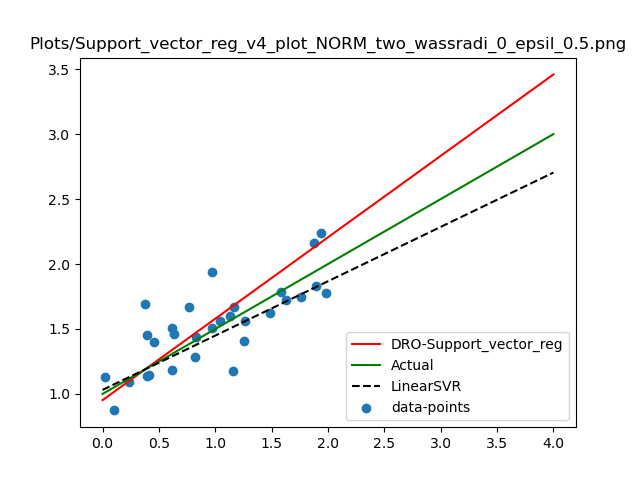 Plots/Support_vector_reg_v4_plot_NORM_two_wassradi_0_epsil_0.5.png
3.5
3.0
2.5
2.0
1.5
1.0
DRO-Support_vector_reg
Actual
LinearSVR
data-points
0.0 0.5 1.0 1.5 2.0 2.5 3.0 3.5 4.0